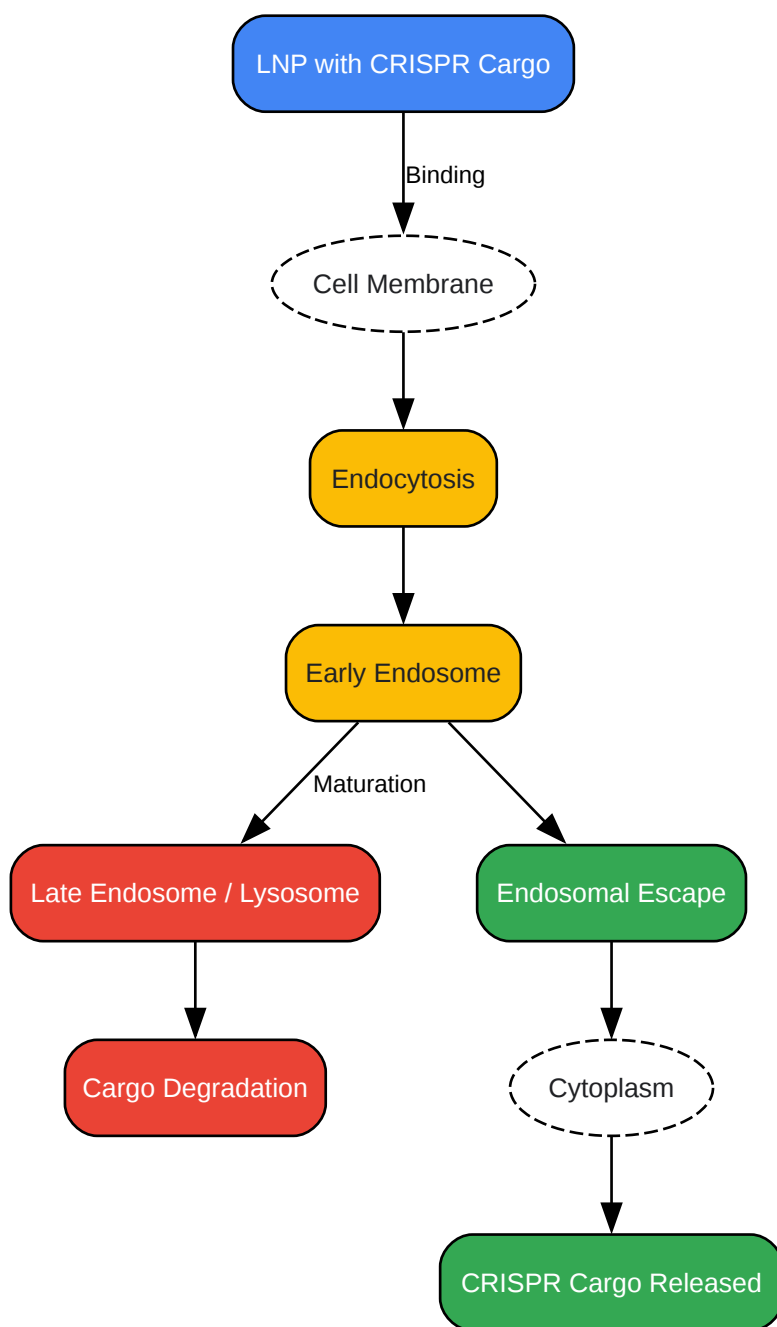 LNP with CRISPR Cargo
Binding
Cell Membrane
Endocytosis
Early Endosome
Maturation
Late Endosome / Lysosome
Endosomal Escape
Cargo Degradation
Cytoplasm
CRISPR Cargo Released